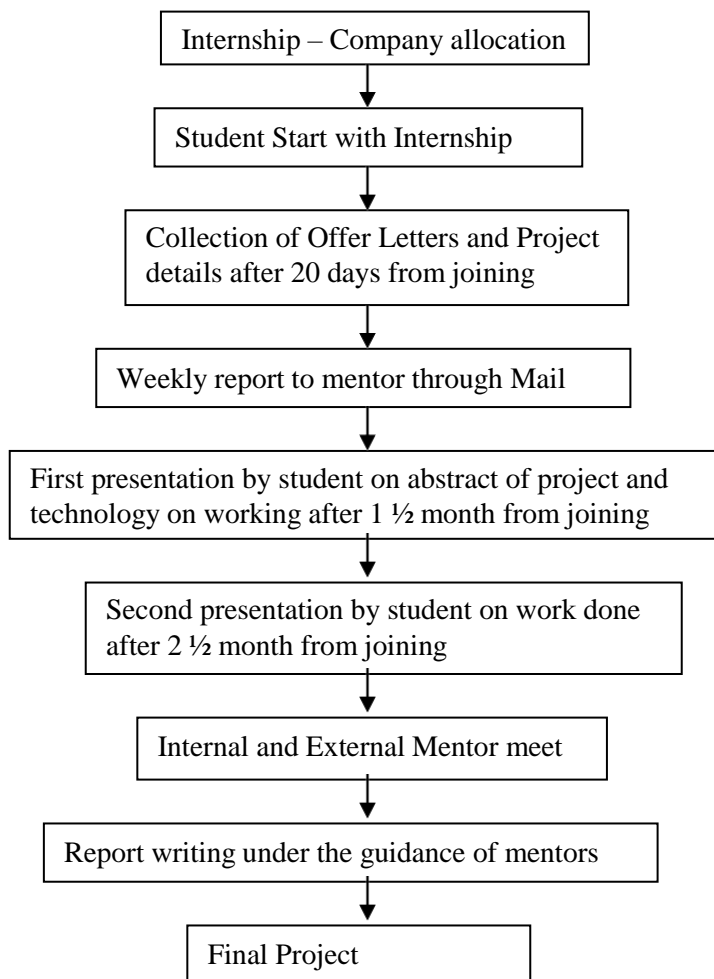 Internship – Company allocation
Student Start with Internship
Collection of Offer Letters and Project
details after 20 days from joining
Weekly report to mentor through Mail
First presentation by student on abstract of project and
technology on working after 1 ½ month from joining
Second presentation by student on work done
after 2 ½ month from joining
Internal and External Mentor meet
Report writing under the guidance of mentors
Final Project